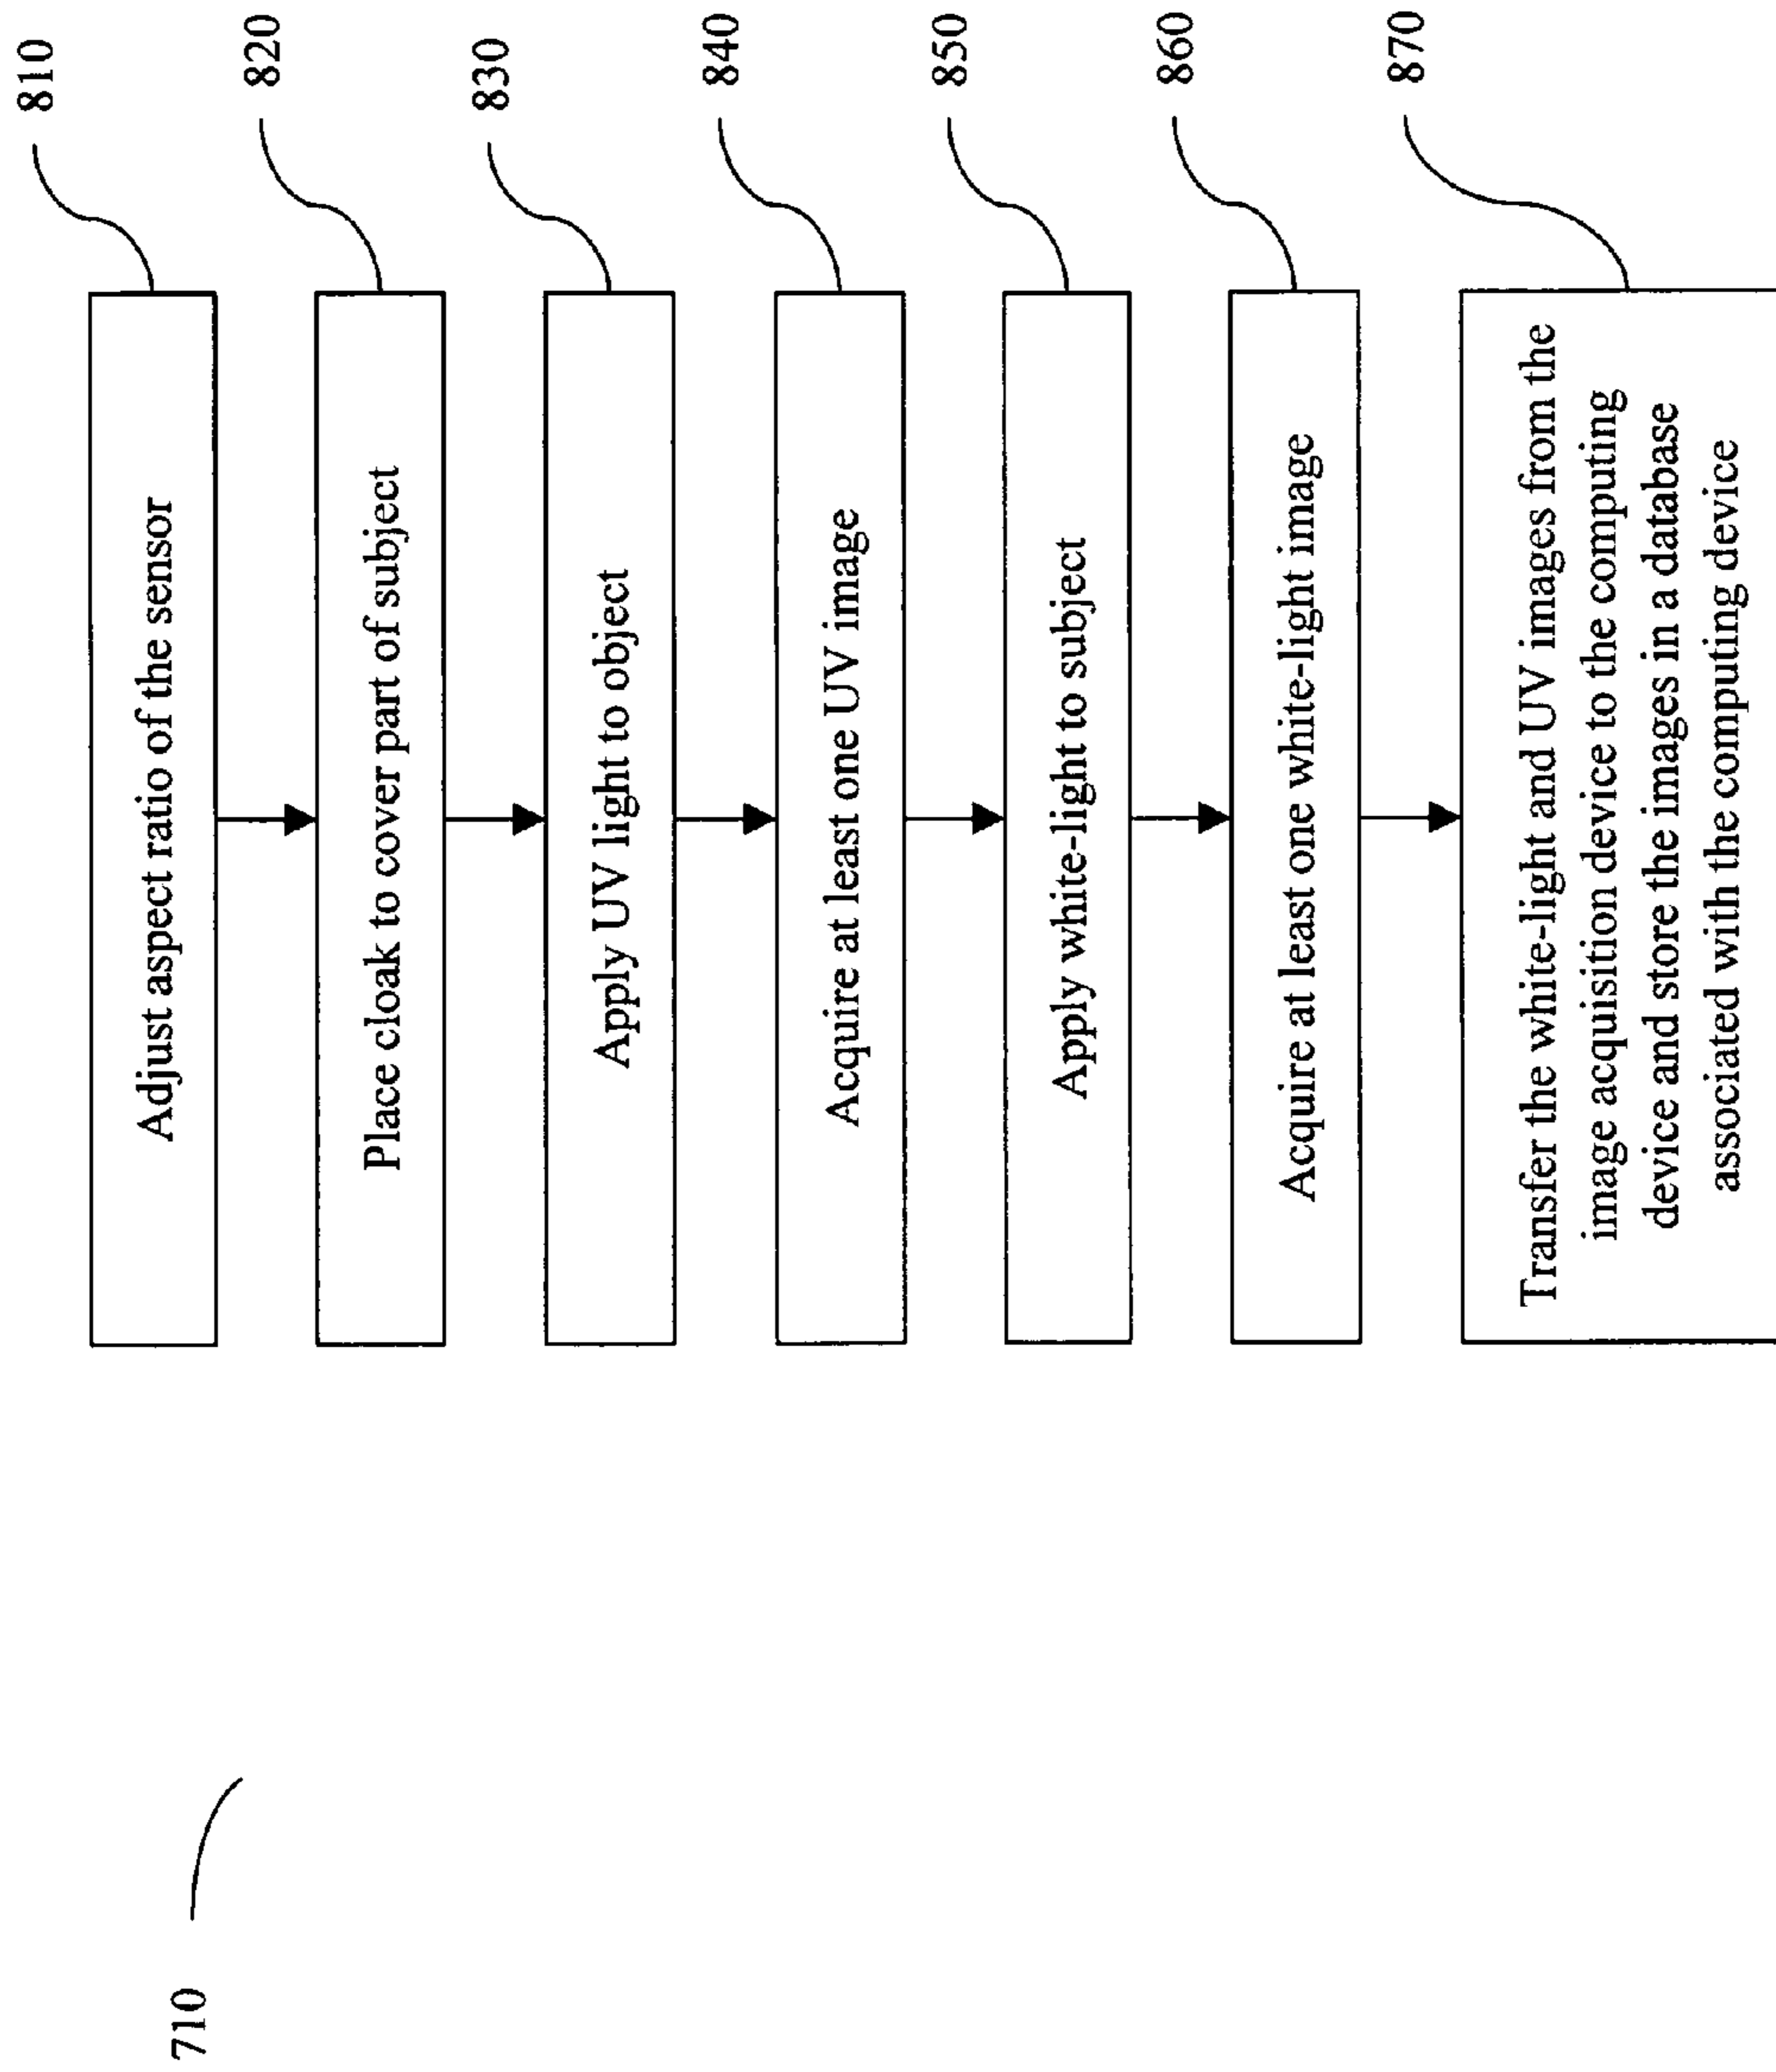 710
Adjust aspect ratio of the sensor
810
Place cloak to cover part of subject
820
Apply UV light to object
830
Acquire at least one UV image
840
Apply white-light to subject
850
Acquire at least one white-light image
860
Transfer the white-light and UV images from the
image acquisition device to the computing
device and store the images in a database
associated with the computing device
870